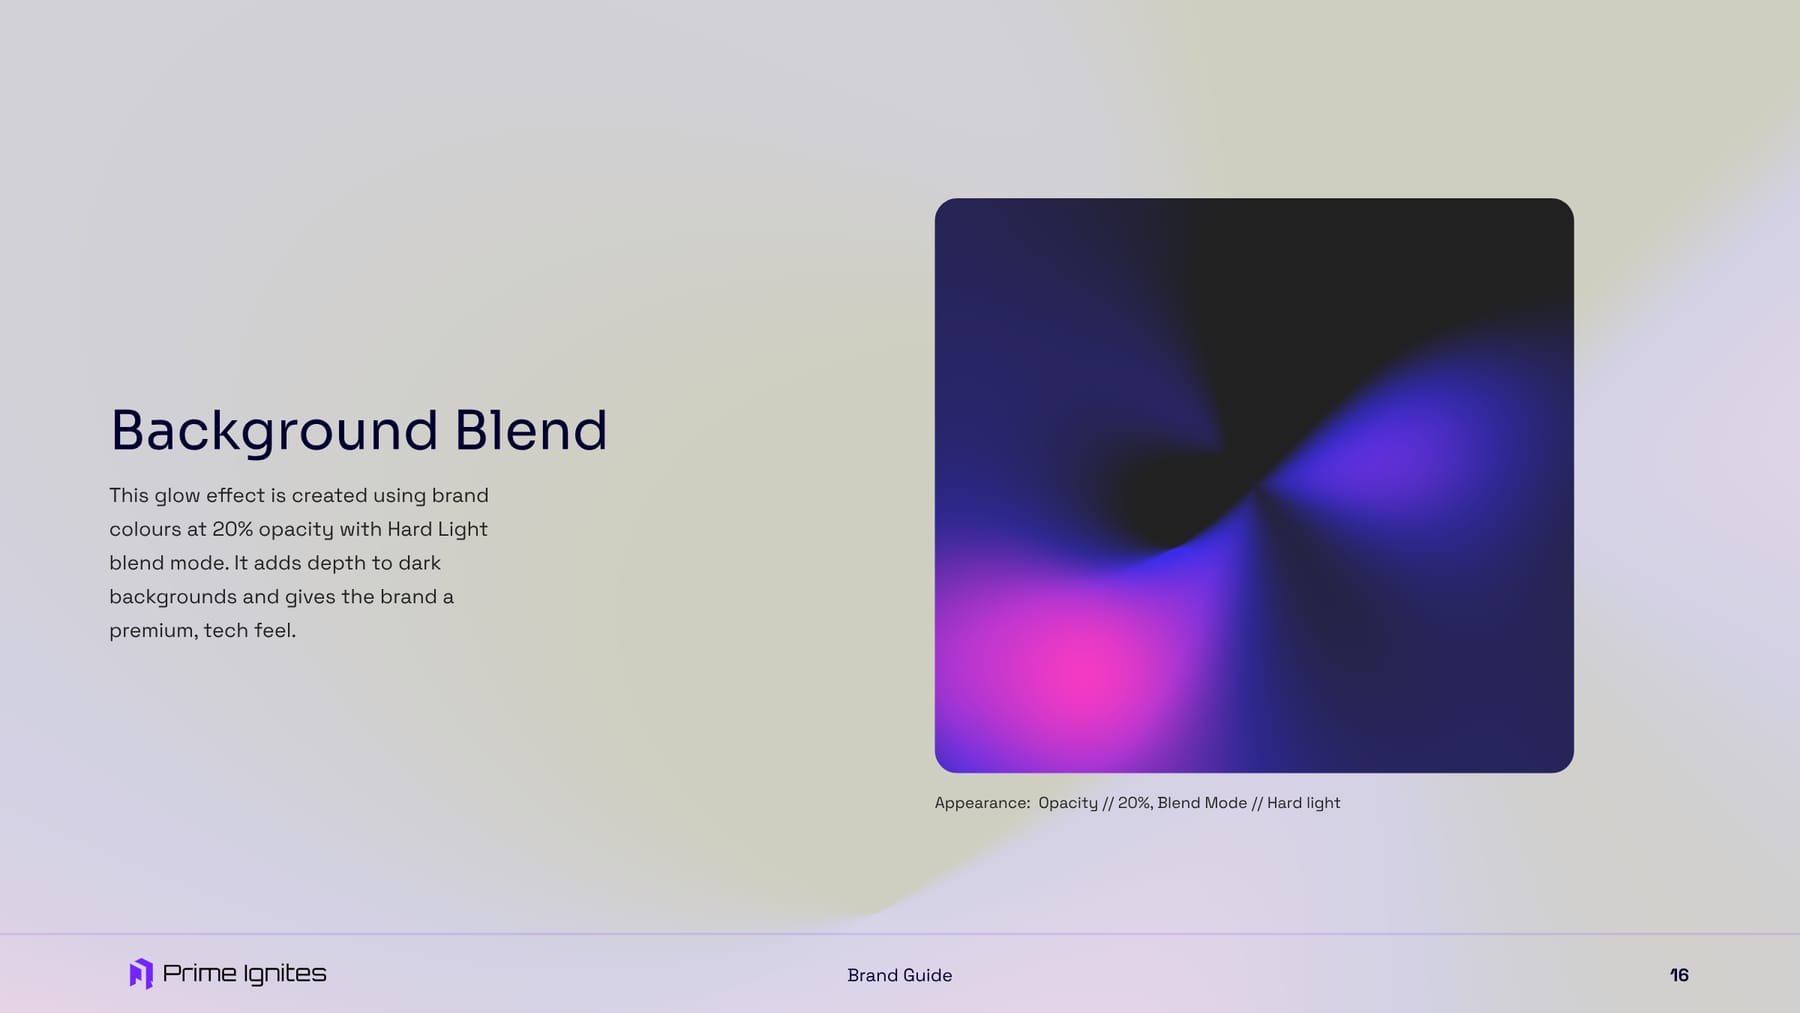 Background Blend
This glow effect is created using brand
colours at 20% opacity with Hard Light
blend mode. It adds depth to dark
backgrounds and gives the brand a
premium, tech feel.
Appearance:  Opacity // 20%, Blend Mode // Hard light
Prime Ignites
Brand Guide
16